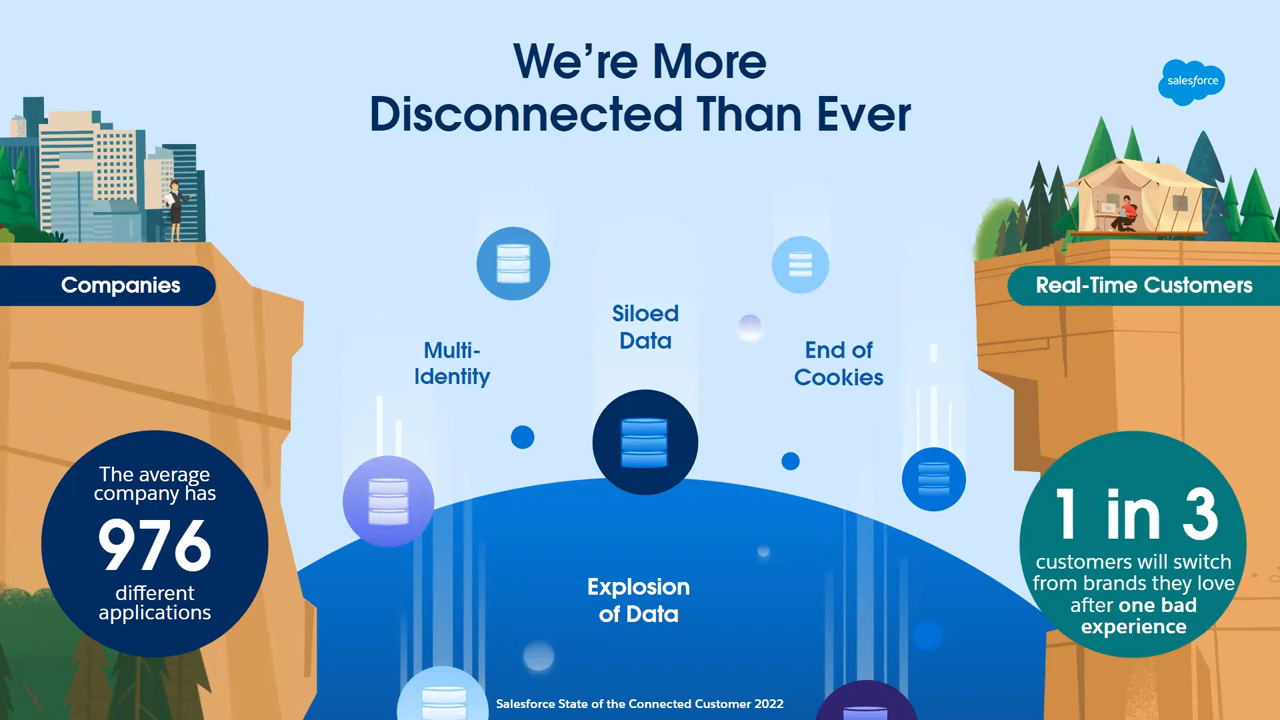 We're More
Disconnected Than Ever
salesforce
Companies
Real-Time Customers
Siloed
Data
Multi-
Identity
End of
Cookies
The average
company has
976
different
applications
1 in 3
customers will switch
from brands they love
after one bad
experience
Explosion
of Data
Salesforce State of the Connected Customer 2022